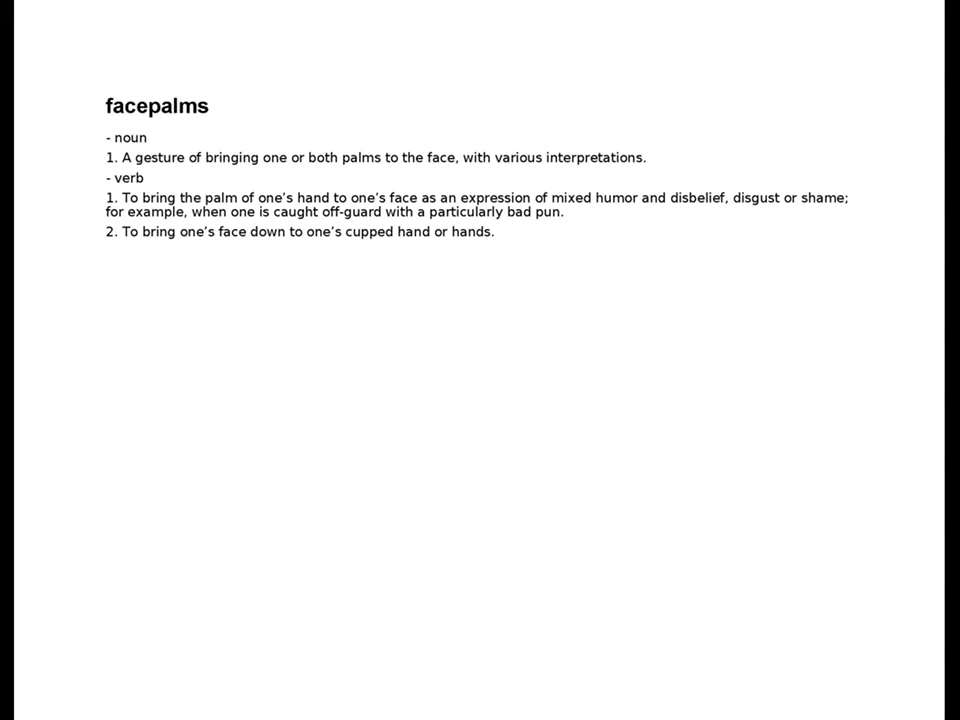 facepalms
- noun
1. A gesture of bringing one or both palms to the face, with various interpretations.
- verb
1. To bring the palm of one’s hand to one’s face as an expression of mixed humor and disbelief, disgust or shame;
for example, when one is caught off-guard with a particularly bad pun.
2. To bring one’s face down to one’s cupped hand or hands.